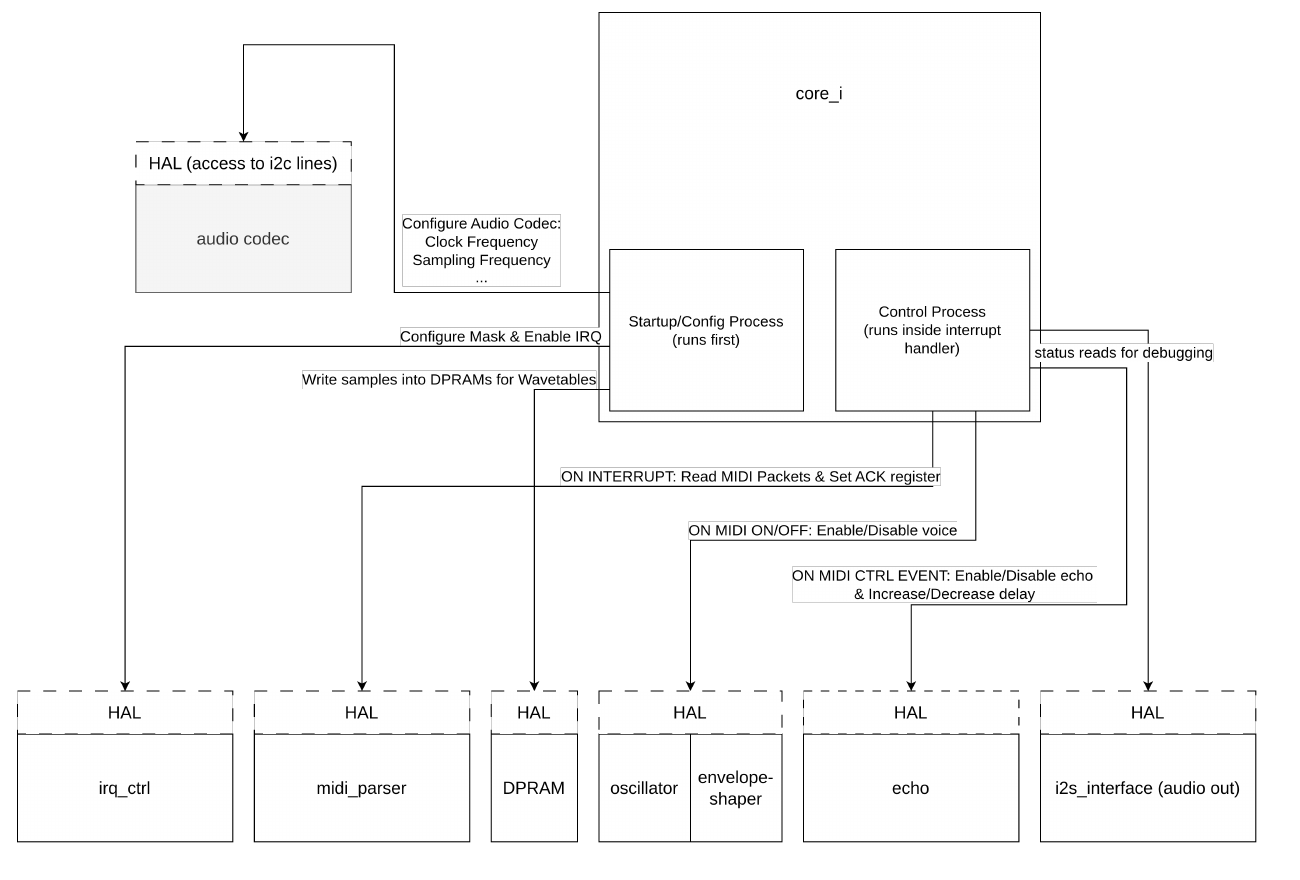 core_i
HAL (access to i2c lines)
audio codec
Configure Audio Codec:
Clock Frequency
Sampling Frequency
...
Startup/Config Process
(runs first)
Control Process
(runs inside interrupt
handler)
Configure Mask & Enable IRQ
status reads for debugging
Write samples into DPRAMs for Wavetables
ON INTERRUPT: Read MIDI Packets & Set ACK register
ON MIDI ON/OFF: Enable/Disable voice
ON MIDI CTRL EVENT: Enable/Disable echo
& Increase/Decrease delay
HAL
irq_ctrl
HAL
midi_parser
HAL
DPRAM
HAL
oscillator
envelope-
shaper
HAL
echo
HAL
i2s_interface (audio out)